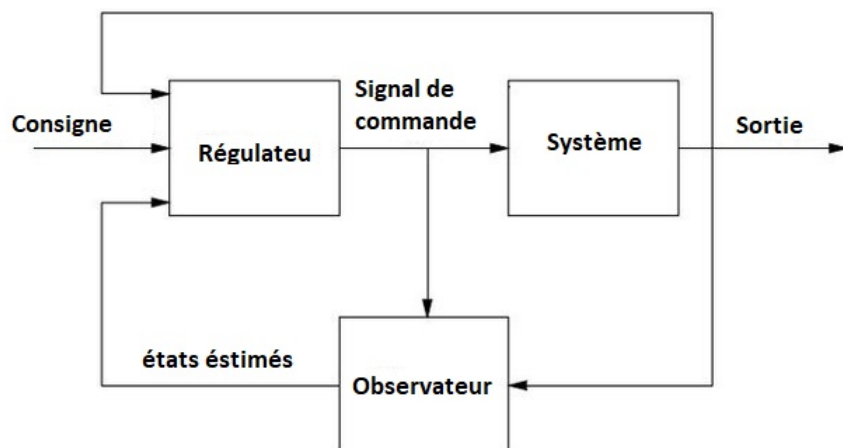 Signal de
commande
Consigne
Régulateu
Système
Sortie
états éstimés
Observateur